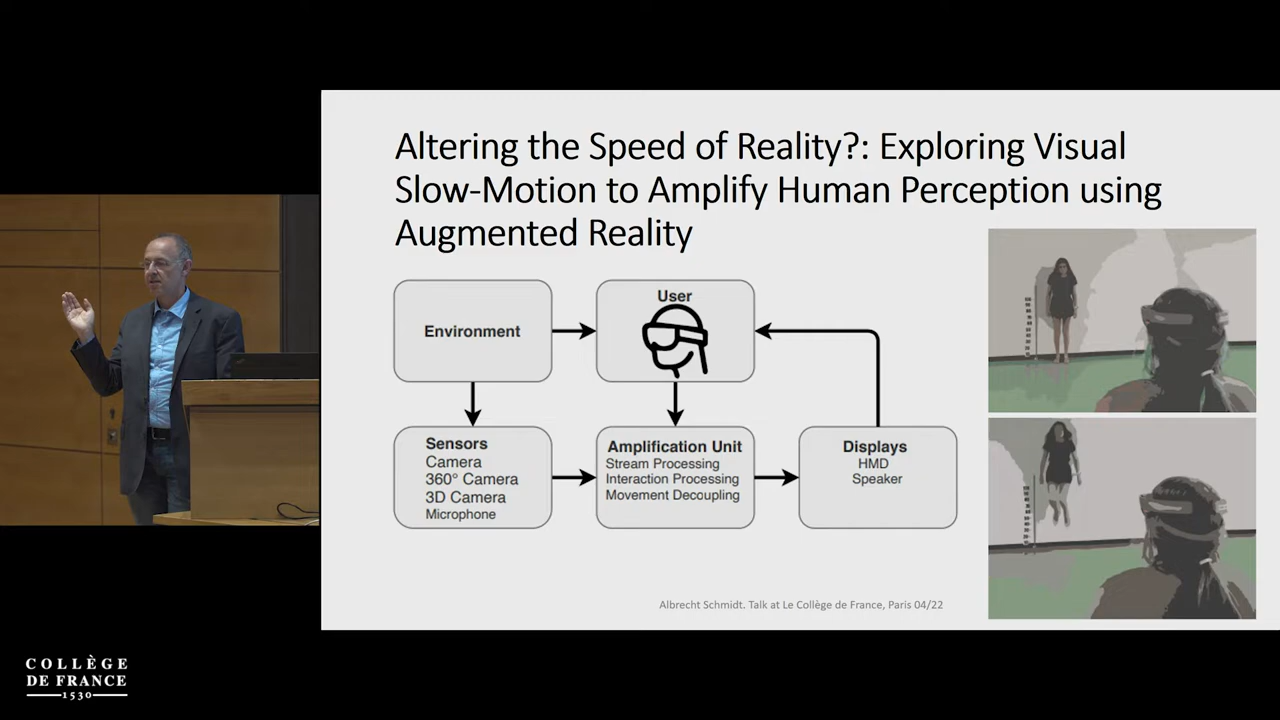 Altering the Speed of Reality?: Exploring Visual
Slow-Motion to Amplify Human Perception using
Augmented Reality
Environment
User
Sensors
Camera
360° Camera
3D Camera
Microphone
Amplification Unit
Stream Processing
Interaction Processing
Movement Decoupling
Displays
HMD
Speaker
Albrecht Schmidt. Talk at Le Collège de France, Paris 04/22
COLLÈGE
DE FRANCE
1530